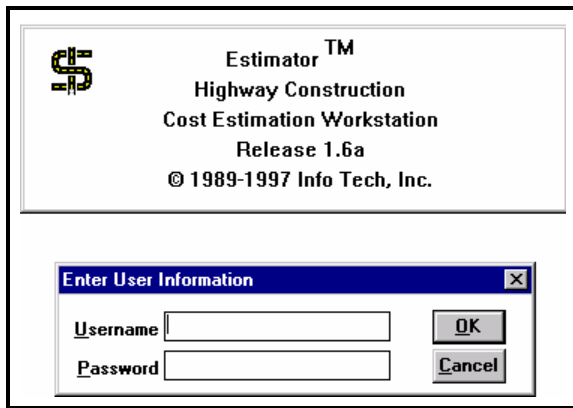 Estimator TM
Highway Construction
Cost Estimation Workstation
Release 1.6a
© 1989-1997 Info Tech, Inc.
Enter User Information
Username
OK
Password
Cancel